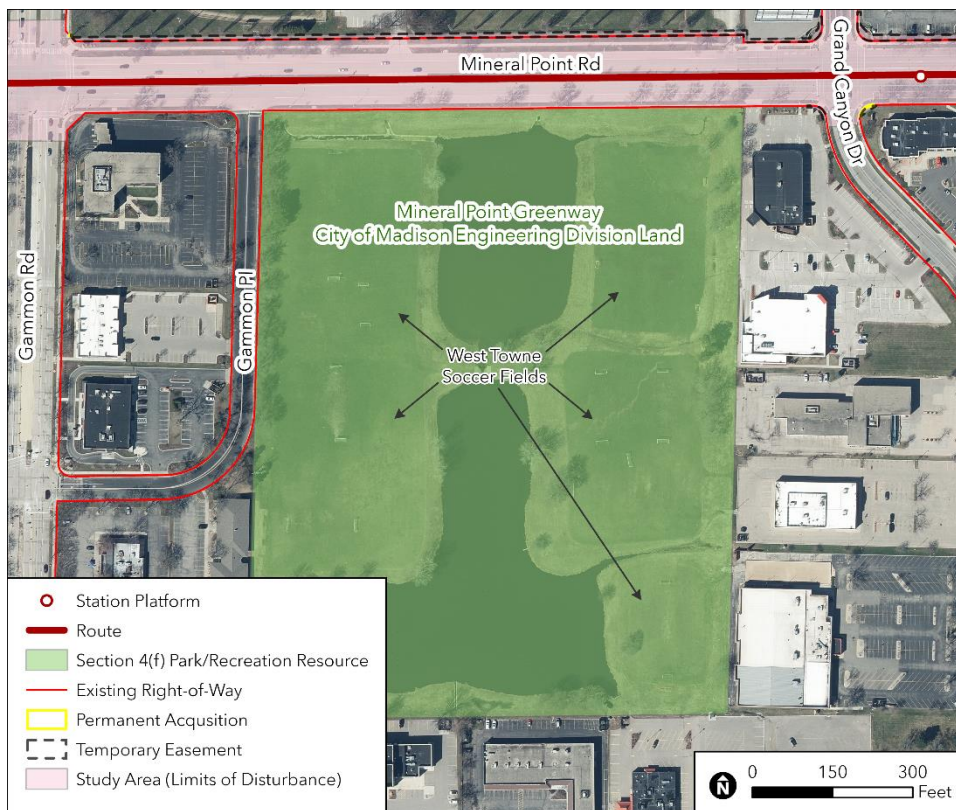 Mineral Point Rd
Grand Canyon Dr
Gammon Rd
Gammon Pl
Mineral Point Greenway
City of Madison Engineering Division Land
West Towne
Soccer Fields
Station Platform
Route
Section 4(f) Park/Recreation Resource
Existing Right-of-Way
Permanent Acqusition
Temporary Easement
Study Area (Limits of Disturbance)
N
0 150 300
Feet